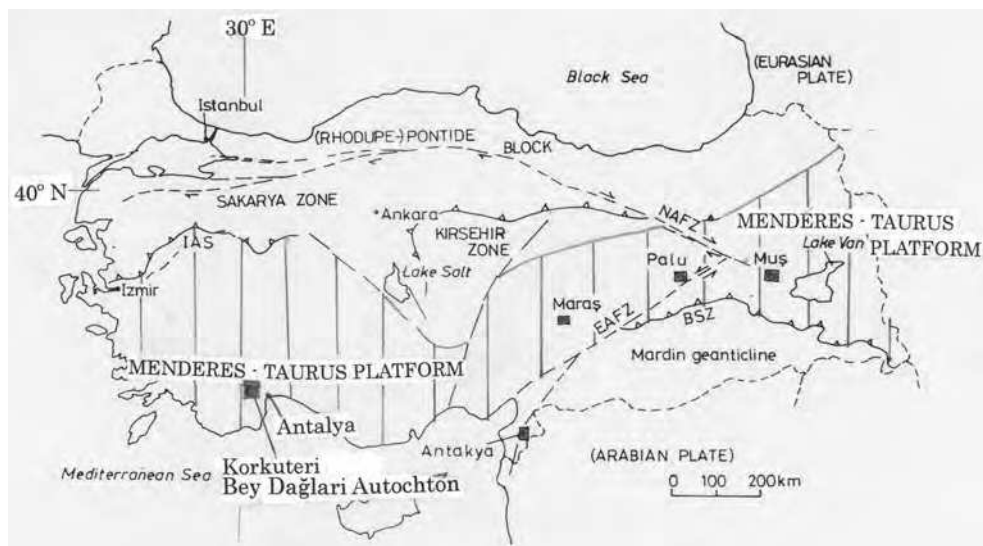 30° E
Black Sea
(EURASIAN
PLATE)
Istanbul
(RHODUPE-)PONTIDE
BLOCK
40° N
SAKARYA ZONE
Ankara
KIRSEHIR
ZONE
NAFZ
MENDERES - TAURUS
PLATFORM
IAS
Lake Salt
Palu
Muş
Lake Van
Izmir
Maraş
EAFZ
BSZ
Mardin geanticline
MENDERES - TAURUS PLATFORM
Antalya
Antakya
(ARABIAN PLATE)
Mediterranean Sea
Korkuteri
Bey Dağlari Autochton
0 100 200km